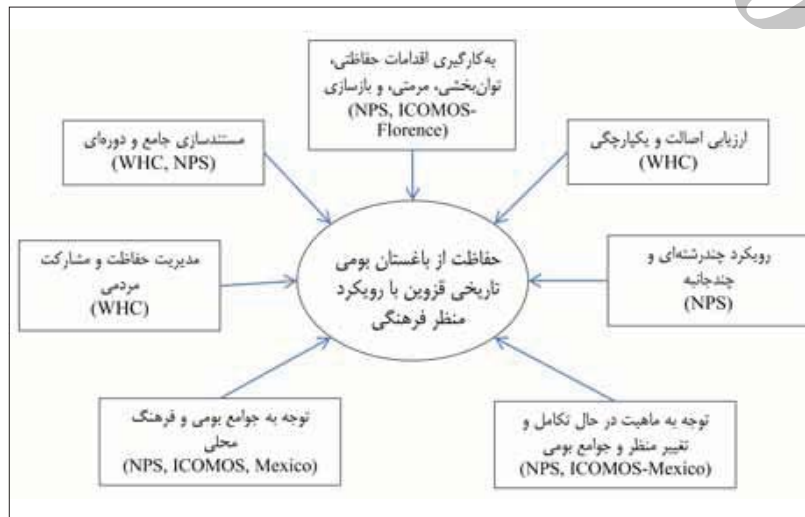 به‌کارگیری اقدامات حفاظتی،
توان‌بخشی، مرمتی، و بازسازی
(NPS, ICOMOS-
Florence)
ارزیابی اصالت و یکپارچگی
(WHC)
مستندسازی جامع و دوره‌ای
(WHC, NPS)
رویکرد چندرشته‌ای و
چندجانبه
(NPS)
حفاظت از باغستان بومی
تاریخی قزوین با رویکرد
منظر فرهنگی
مدیریت حفاظت و مشارکت
مردمی
(WHC)
توجه به ماهیت در حال تکامل و
تغییر منظر و جوامع بومی
(NPS, ICOMOS-Mexico)
توجه به جوامع بومی و فرهنگ
محلی
(NPS, ICOMOS, Mexico)